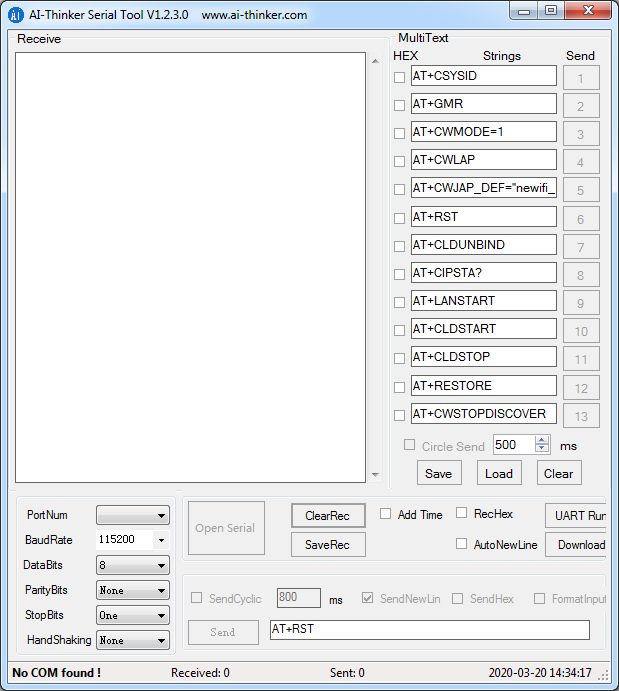 AI-Thinker Serial Tool V1.2.3.0 www.ai-thinker.com
Receive
MultiText
HEX Strings Send
AT+CSYSID 1
AT+GMR 2
AT+CWMODE=1 3
AT+CWLAP 4
AT+CWJAP_DEF="newifi_ 5
AT+RST 6
AT+CLDUNBIND 7
AT+CIPSTA? 8
AT+LANSTART 9
AT+CLDSTART 10
AT+CLDSTOP 11
AT+RESTORE 12
AT+CWSTOPDISCOVER 13
Circle Send 500 ms
Save Load Clear
PortNum
BaudRate 115200
DataBits 8
ParityBits None
StopBits One
HandShaking None
Open Serial
ClearRec Add Time RecHex UART Run
SaveRec AutoNewLine Download
SendCyclic 800 ms SendNewLin SendHex FormatInput
Send AT+RST
No COM found ! Received: 0 Sent: 0 2020-03-20 14:34:17